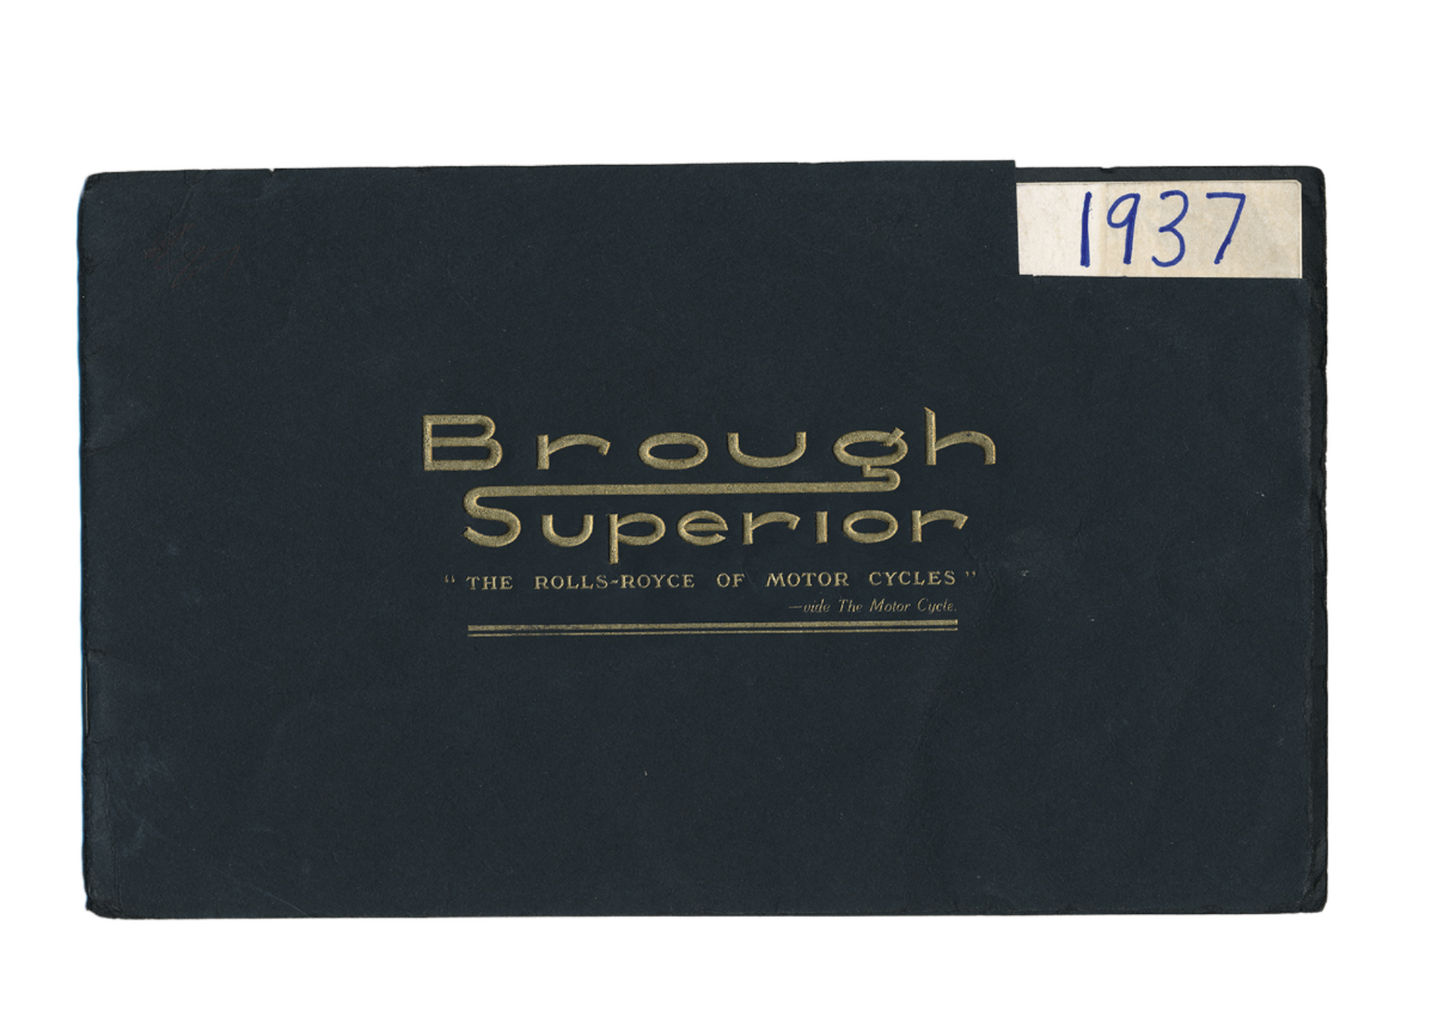 1937
Brough
Superior
"THE ROLLS-ROYCE OF MOTOR CYCLES"
—vide The Motor Cycle.